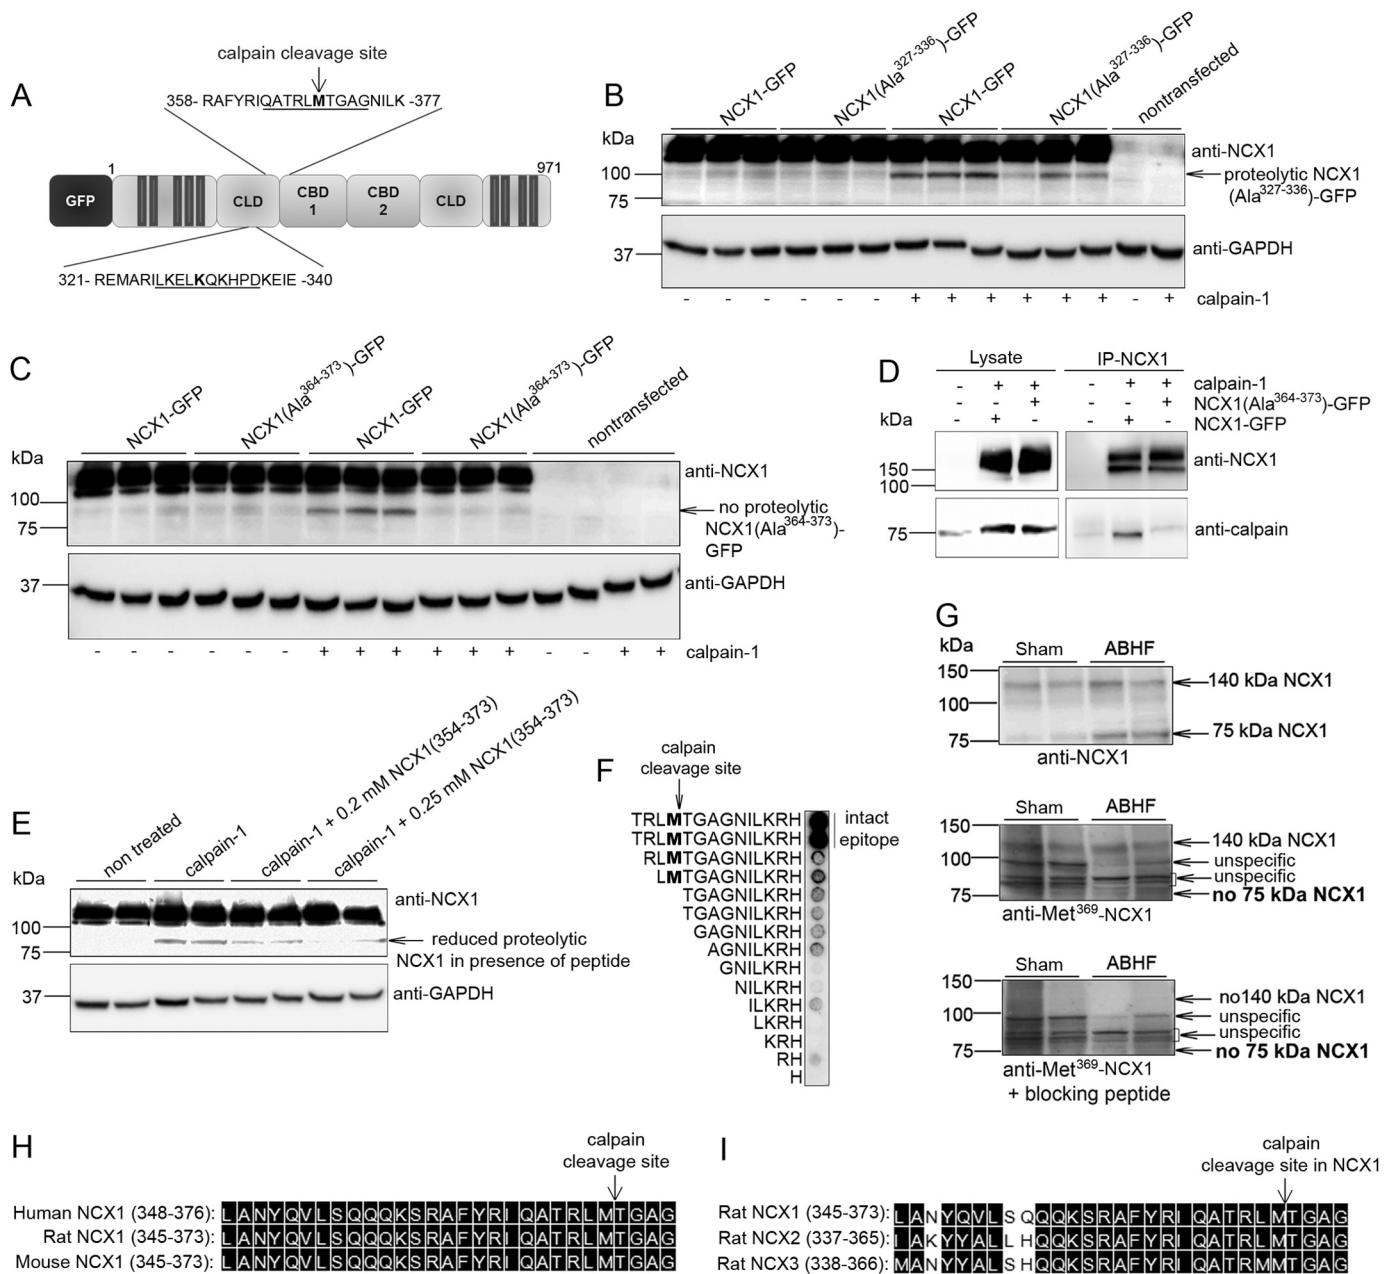 A
calpain cleavage site
358- RAFYRIQATRLMTGAGNILK -377
1
971
GFP
CLD
CBD 1
CBD 2
CLD
321- REMARILKELKQKHPDKEIE -340
B
NCX1-GFP
NCX1(Ala327-336)-GFP
NCX1-GFP
NCX1(Ala327-336)-GFP
nontransfected
kDa
anti-NCX1
100
proteolytic NCX1
(Ala327-336)-GFP
75
37
anti-GAPDH
- - - - - - + + + + + + - + calpain-1
C
NCX1-GFP
NCX1(Ala364-373)-GFP
NCX1-GFP
NCX1(Ala364-373)-GFP
nontransfected
kDa
anti-NCX1
100
no proteolytic
NCX1(Ala364-373)-
GFP
75
37
anti-GAPDH
- - - - - - + + + + + + - - + + calpain-1
D
Lysate IP-NCX1
- + + - + + calpain-1
- - + - - + NCX1(Ala364-373)-GFP
kDa - + - + - NCX1-GFP
150
100
anti-NCX1
75
anti-calpain
E
non treated
calpain-1
calpain-1 + 0.2 mM NCX1(354-373)
calpain-1 + 0.25 mM NCX1(354-373)
kDa
anti-NCX1
100
reduced proteolytic
NCX1 in presence of peptide
75
37
anti-GAPDH
F
calpain
cleavage site
TRLMTGAGNILKRH intact
TRLMTGAGNILKRH epitope
RLMTGAGNILKRH
LMTGAGNILKRH
TGAGNILKRH
TGAGNILKRH
GAGNILKRH
AGNILKRH
GNILKRH
NILKRH
ILKRH
LKRH
KRH
RH
H
G
kDa
Sham ABHF
150
140 kDa NCX1
100
75 kDa NCX1
75
anti-NCX1
Sham ABHF
150
140 kDa NCX1
100
unspecific
unspecific
75
no 75 kDa NCX1
anti-Met369-NCX1
Sham ABHF
150
no140 kDa NCX1
100
unspecific
unspecific
75
no 75 kDa NCX1
anti-Met369-NCX1
+ blocking peptide
H
calpain
cleavage site
Human NCX1 (348-376): LANYQVLSQQQQKSRAFYRIQATRLMTGAG
Rat NCX1 (345-373): LANYQVLSQQQQKSRAFYRIQATRLMTGAG
Mouse NCX1 (345-373): LANYQVLSQQQQKSRAFYRIQATRLMTGAG
I
calpain
cleavage site in NCX1
Rat NCX1 (345-373): LANYQVLSQQQKSRAFYRIQATRLMTGAG
Rat NCX2 (337-365): IAKYYALLHQQKSRAFYRIQATRLMTGAG
Rat NCX3 (338-366): MANYYALSHQQKSRAFYRIQATRMMTGAG